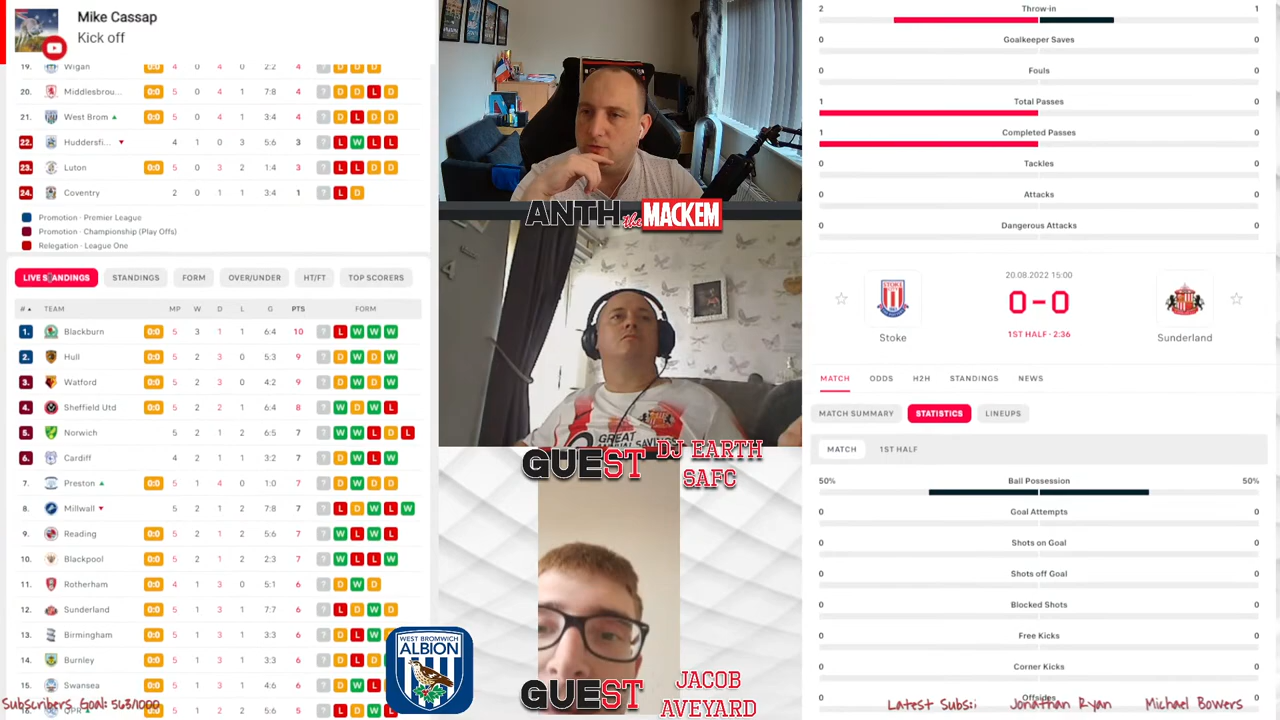 Mike Cassap
Kick off
19. Wigan 0:0 4 0 4 0 2:2 4 ? D D D
20. Middlesbrou... 0:0 5 0 4 1 7:8 4 ? D D L D
21. West Brom 0:0 5 0 4 1 3:4 4 ? D L D D
22. Huddersfi... 4 1 0 3 5:6 3 ? L W L L
23. Luton 0:0 5 0 3 2 1:4 3 ? L L D D
24. Coventry 2 0 1 1 3:4 1 ? L D
Promotion - Premier League
Promotion - Championship (Play Offs)
Relegation - League One
LIVE STANDINGS STANDINGS FORM OVER/UNDER HT/FT TOP SCORERS
# TEAM MP W D L G PTS FORM
1. Blackburn 0:0 5 3 1 1 6:4 10 ? L W W W
2. Hull 0:0 5 2 3 0 5:3 9 ? D W D W
3. Watford 0:0 5 2 3 0 4:2 9 ? D D W D
4. Sheffield Utd 0:0 5 2 2 1 6:4 8 ? W D W L
5. Norwich 5 2 1 2 6:5 7 ? W W L D L
6. Cardiff 4 2 1 1 3:2 7 ? D W L W
Preston 0:0 5 1 4 0 1:0 7 ? D W D D
8. Millwall 5 2 1 2 7:8 7 ? L D W L W
9. Reading 0:0 5 2 1 2 5:6 7 ? W L W L
10. Blackpool 0:0 5 2 1 2 2:3 7 ? W L L W
11. Rotherham 0:0 4 1 3 0 5:1 6 ? D W D
12. Sunderland 0:0 5 1 3 1 7:7 6 ? L D W D
13. Birmingham 0:0 5 1 3 1 3:3 6 ? D L W
14. Burnley 0:0 5 1 3 1 3:3 6 ? D L D
15. Swansea 0:0 5 3 4:6 6 ? D W L
QPR 0:0 5 1 2 2 5:6 5
Subscribers Goal: 563/1000
ANTH the MACKEM
GREAT
GUEST DJ EARTH
SAFC
WEST BROMWICH
ALBION
GUEST JACOB
AVEYARD
2 Throw-in 1
0 Goalkeeper Saves 0
0 Fouls 0
1 Total Passes 0
1 Completed Passes 0
0 Tackles 0
0 Attacks 0
0 Dangerous Attacks 0
20.08.2022 15:00
STOKE
0-0
1ST HALF - 2:36
Stoke Sunderland
MATCH ODDS H2H STANDINGS NEWS
MATCH SUMMARY STATISTICS LINEUPS
MATCH 1ST HALF
50% Ball Possession 50%
0 Goal Attempts 0
0 Shots on Goal 0
0 Shots off Goal 0
0 Blocked Shots 0
0 Free Kicks 0
0 Corner Kicks 0
0 Offsides 0
Latest Subs: Jonathan Ryan Michael Bowers